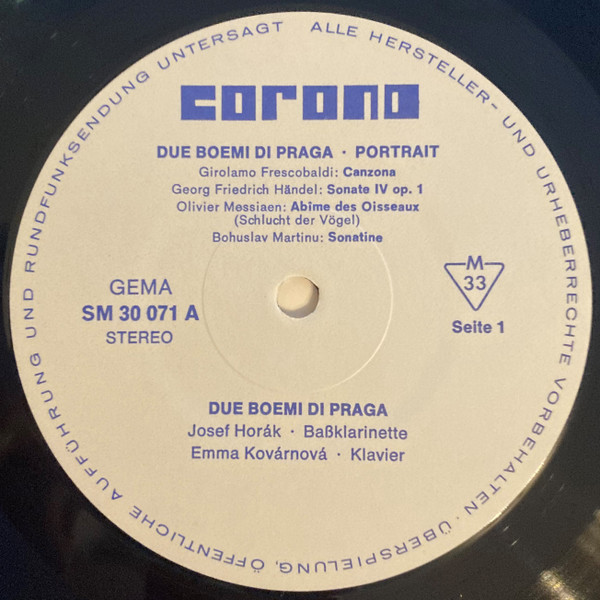 ALLE HERSTELLER- UND URHEBERRECHTE VORBEHALTEN · ÜBERSPIELUNG, ÖFFENTLICHE AUFFÜHRUNG UND RUNDFUNKSENDUNG UNTERSAGT
corono
DUE BOEMI DI PRAGA · PORTRAIT
Girolamo Frescobaldi: Canzona
Georg Friedrich Händel: Sonate IV op. 1
Olivier Messiaen: Abîme des Oisseaux
(Schlucht der Vögel)
Bohuslav Martinu: Sonatine
GEMA
SM 30 071 A
STEREO
M
33
Seite 1
DUE BOEMI DI PRAGA
Josef Horák · Baßklarinette
Emma Kovárnová · Klavier